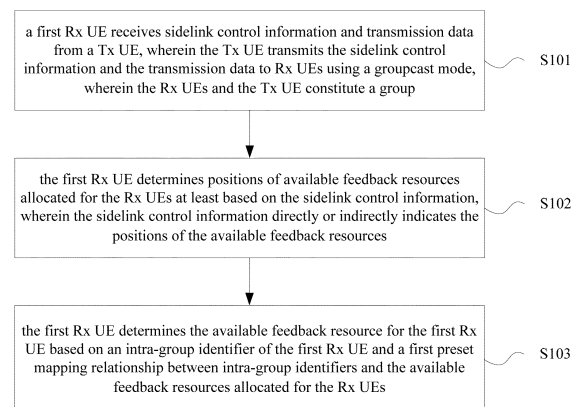 a first Rx UE receives sidelink control information and transmission data
from a Tx UE, wherein the Tx UE transmits the sidelink control
information and the transmission data to Rx UEs using a groupcast mode,
wherein the Rx UEs and the Tx UE constitute a group
S101
the first Rx UE determines positions of available feedback resources
allocated for the Rx UEs at least based on the sidelink control information,
wherein the sidelink control information directly or indirectly indicates the
positions of the available feedback resources
S102
the first Rx UE determines the available feedback resource for the first Rx
UE based on an intra-group identifier of the first Rx UE and a first preset
mapping relationship between intra-group identifiers and the available
feedback resources allocated for the Rx UEs
S103